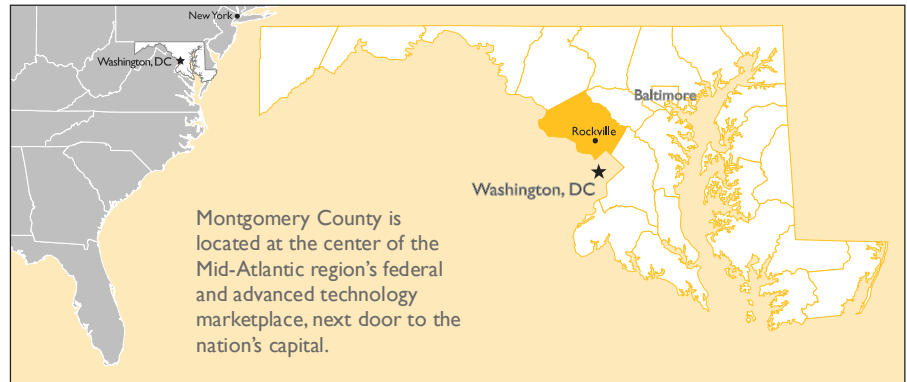 New York
Washington, DC
Baltimore
Rockville
Washington, DC
Montgomery County is
located at the center of the
Mid-Atlantic region's federal
and advanced technology
marketplace, next door to the
nation's capital.